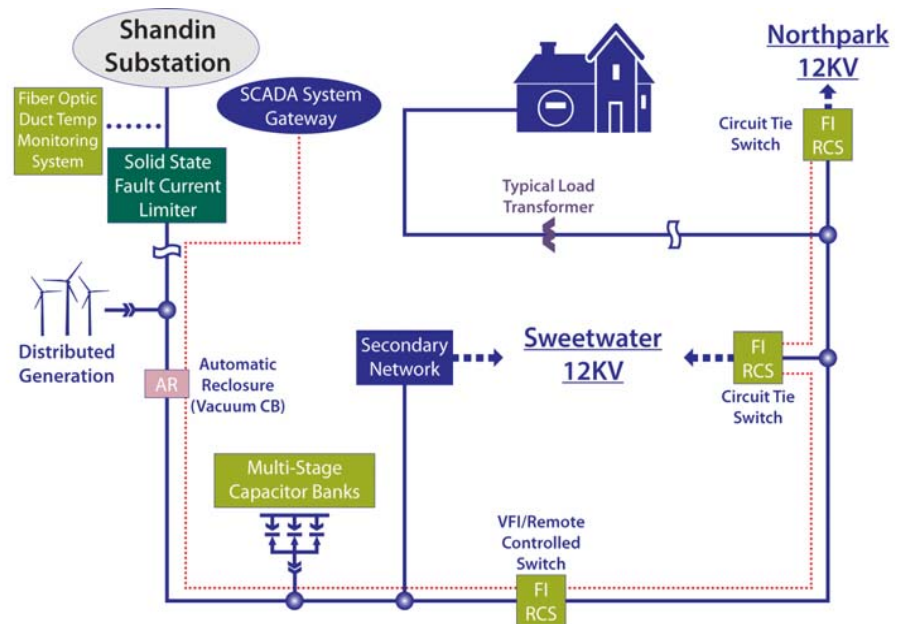 Shandin
Substation
Northpark
12KV
Fiber Optic
Duct Temp
Monitoring
System
SCADA System
Gateway
Circuit Tie
Switch
FI
RCS
Solid State
Fault Current
Limiter
Typical Load
Transformer
Distributed
Generation
AR
Automatic
Reclosure
(Vacuum CB)
Secondary
Network
Sweetwater
12KV
FI
RCS
Circuit Tie
Switch
Multi-Stage
Capacitor Banks
VFI/Remote
Controlled
Switch
FI
RCS